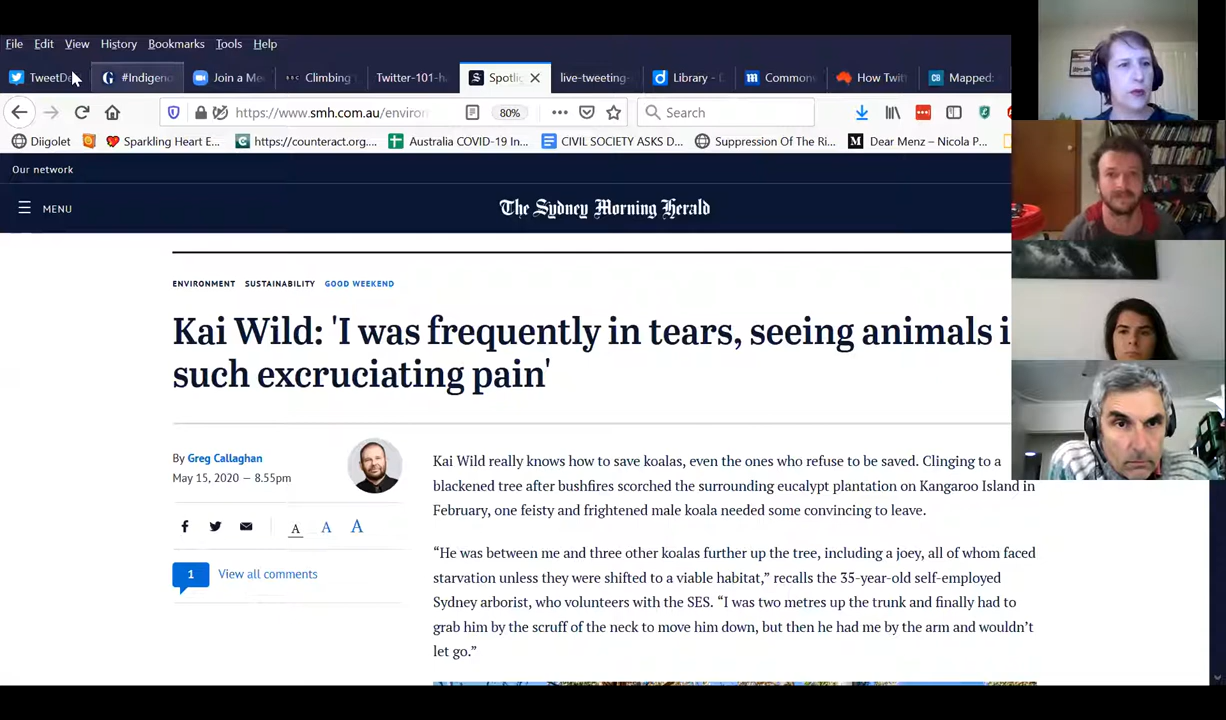 File Edit View History Bookmarks Tools Help
TweetDe #Indigen Join a Me Climbing Twitter-101-h Spotlig live-tweeting- Library - D Common How Twitt Mapped:
https://www.smh.com.au/environ 80% Search
Diigolet Sparkling Heart E... https://counteract.org.... Australia COVID-19 In... CIVIL SOCIETY ASKS D... Suppression Of The Ri... Dear Menz – Nicola P...
Our network
MENU The Sydney Morning Herald
ENVIRONMENT SUSTAINABILITY GOOD WEEKEND
Kai Wild: 'I was frequently in tears, seeing animals i
such excruciating pain'
By Greg Callaghan
May 15, 2020 — 8.55pm
A A A
1 View all comments
Kai Wild really knows how to save koalas, even the ones who refuse to be saved. Clinging to a
blackened tree after bushfires scorched the surrounding eucalypt plantation on Kangaroo Island in
February, one feisty and frightened male koala needed some convincing to leave.
“He was between me and three other koalas further up the tree, including a joey, all of whom faced
starvation unless they were shifted to a viable habitat,” recalls the 35-year-old self-employed
Sydney arborist, who volunteers with the SES. “I was two metres up the trunk and finally had to
grab him by the scruff of the neck to move him down, but then he had me by the arm and wouldn’t
let go.”